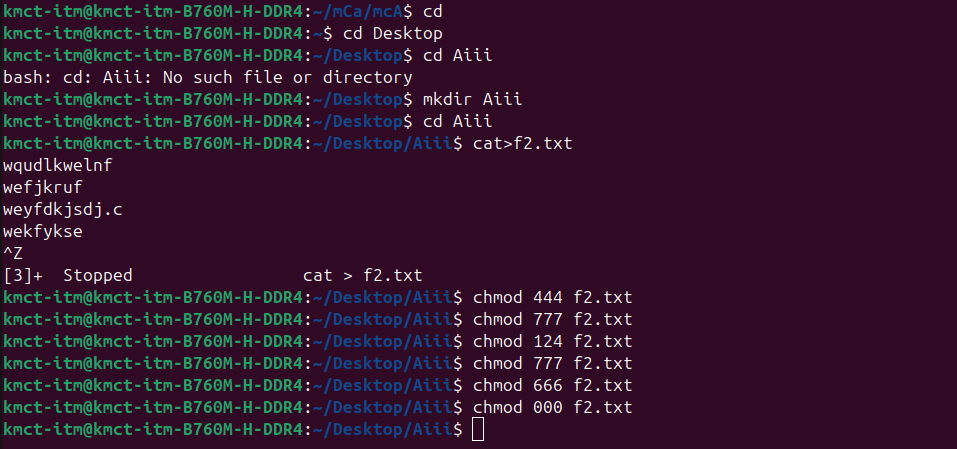 kmct-itm@kmct-itm-B760M-H-DDR4:~/mCa/mcA$ cd
kmct-itm@kmct-itm-B760M-H-DDR4:~$ cd Desktop
kmct-itm@kmct-itm-B760M-H-DDR4:~/Desktop$ cd Aiii
bash: cd: Aiii: No such file or directory
kmct-itm@kmct-itm-B760M-H-DDR4:~/Desktop$ mkdir Aiii
kmct-itm@kmct-itm-B760M-H-DDR4:~/Desktop$ cd Aiii
kmct-itm@kmct-itm-B760M-H-DDR4:~/Desktop/Aiii$ cat>f2.txt
wqudlkwelnf
wefjkruf
weyfdkjsdj.c
wekfykse
^Z
[3]+  Stopped                 cat > f2.txt
kmct-itm@kmct-itm-B760M-H-DDR4:~/Desktop/Aiii$ chmod 444 f2.txt
kmct-itm@kmct-itm-B760M-H-DDR4:~/Desktop/Aiii$ chmod 777 f2.txt
kmct-itm@kmct-itm-B760M-H-DDR4:~/Desktop/Aiii$ chmod 124 f2.txt
kmct-itm@kmct-itm-B760M-H-DDR4:~/Desktop/Aiii$ chmod 777 f2.txt
kmct-itm@kmct-itm-B760M-H-DDR4:~/Desktop/Aiii$ chmod 666 f2.txt
kmct-itm@kmct-itm-B760M-H-DDR4:~/Desktop/Aiii$ chmod 000 f2.txt
kmct-itm@kmct-itm-B760M-H-DDR4:~/Desktop/Aiii$